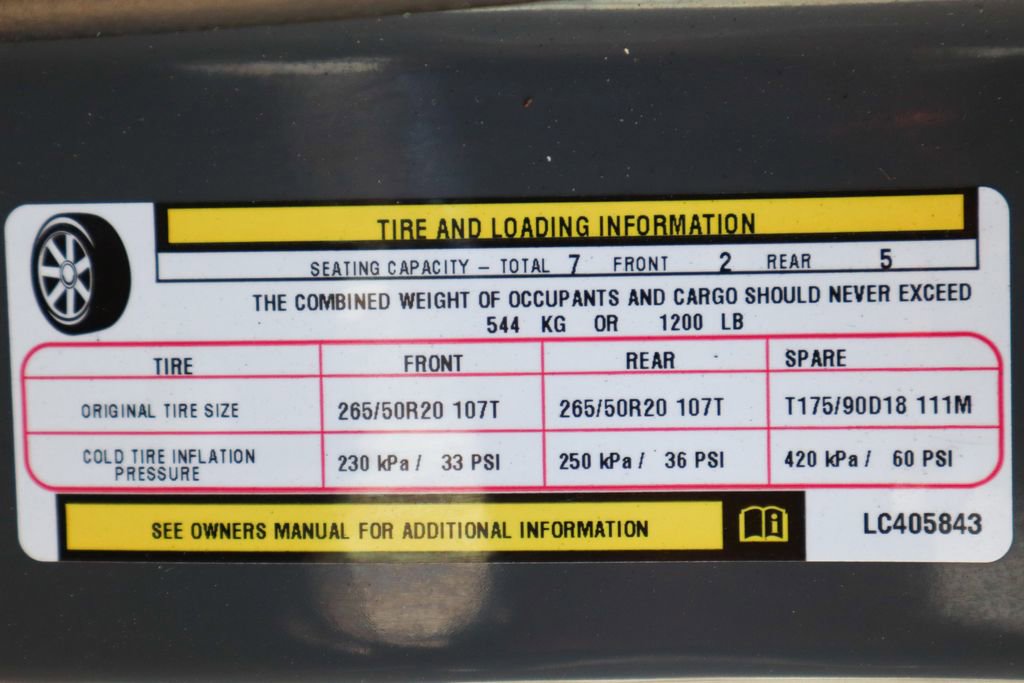 TIRE AND LOADING INFORMATION
SEATING CAPACITY – TOTAL 7 FRONT 2 REAR 5
THE COMBINED WEIGHT OF OCCUPANTS AND CARGO SHOULD NEVER EXCEED
544 KG OR 1200 LB
TIRE FRONT REAR SPARE
ORIGINAL TIRE SIZE 265/50R20 107T 265/50R20 107T T175/90D18 111M
COLD TIRE INFLATION
PRESSURE 230 kPa / 33 PSI 250 kPa / 36 PSI 420 kPa / 60 PSI
SEE OWNERS MANUAL FOR ADDITIONAL INFORMATION
LC405843